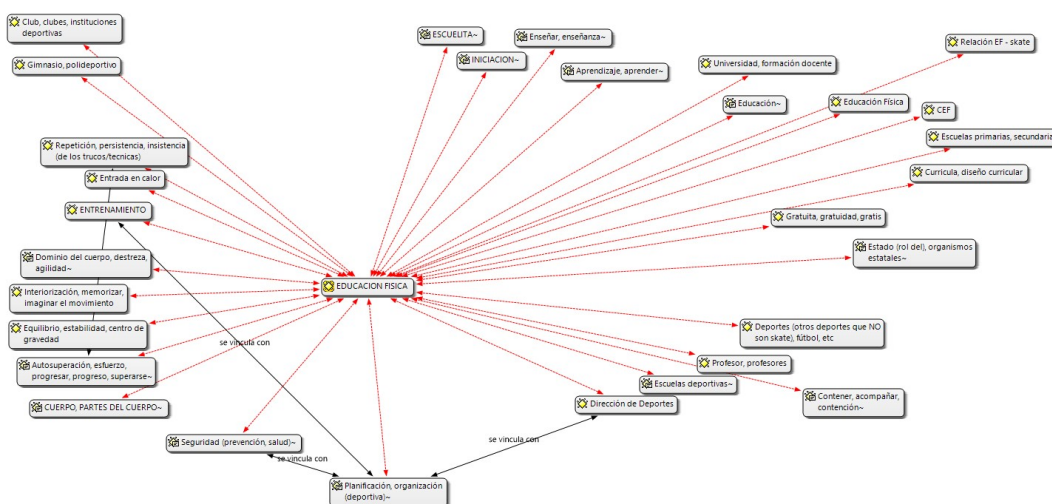 Club, clubes, instituciones
deportivas
Gimnasio, polideportivo
ESCUELITA~
Enseñar, enseñanza~
INICIACION~
Aprendizaje, aprender~
Universidad, formación docente
Relación EF - skate
Educación~
Educación Física
CEF
Escuelas primarias, secundaria
Curricula, diseño curricular
Gratuita, gratuidad, gratis
Estado (rol del), organismos
estatales~
Repetición, persistencia, insistencia
(de los trucos/tecnicas)
Entrada en calor
ENTRENAMIENTO
Dominio del cuerpo, destreza,
agilidad~
Interiorización, memorizar,
imaginar el movimiento
Equilibrio, estabilidad, centro de
gravedad
Autosuperación, esfuerzo,
progresar, progreso, superarse~
CUERPO, PARTES DEL CUERPO~
EDUCACION FISICA
se vincula con
Deportes (otros deportes que NO
son skate), fútbol, etc
Profesor, profesores
Escuelas deportivas~
Contener, acompañar,
contención~
Dirección de Deportes
Seguridad (prevención, salud)~
se vincula con
se vincula con
Planificación, organización
(deportiva)~